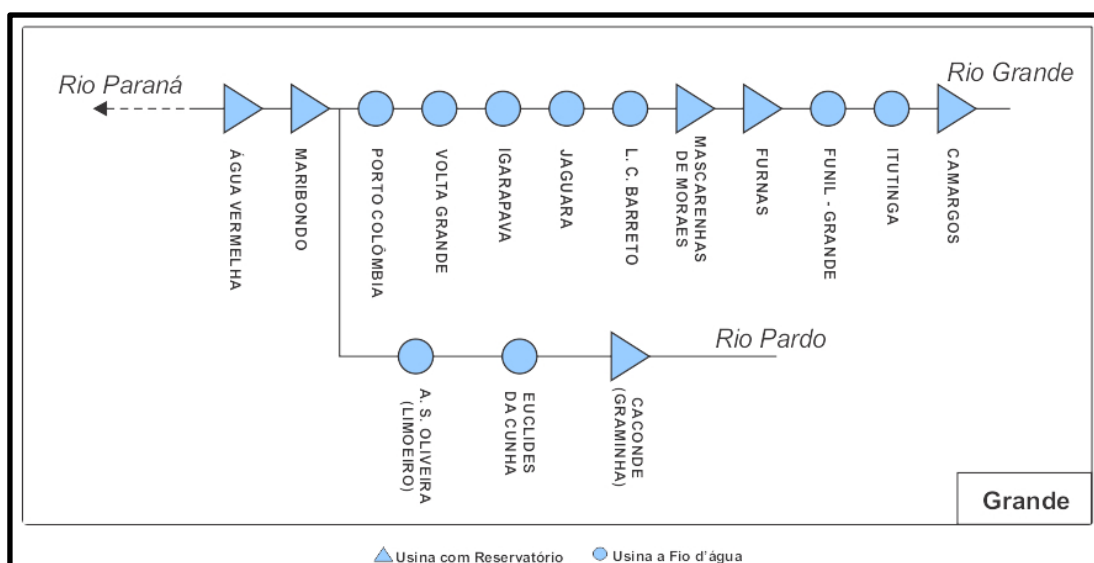 Rio Paraná
Rio Grande
ÁGUA VERMELHA
MARIBONDO
PORTO COLÔMBIA
VOLTA GRANDE
IGARAPAVA
JAGUARA
L. C. BARRETO
MASCARENHAS
DE MORAES
FURNAS
FUNIL - GRANDE
ITUTINGA
CAMARGOS
Rio Pardo
A. S. OLIVEIRA
(LIMOEIRO)
EUCLIDES
DA CUNHA
CACONDE
(GRAMINHA)
Grande
Usina com Reservatório
Usina a Fio d'água